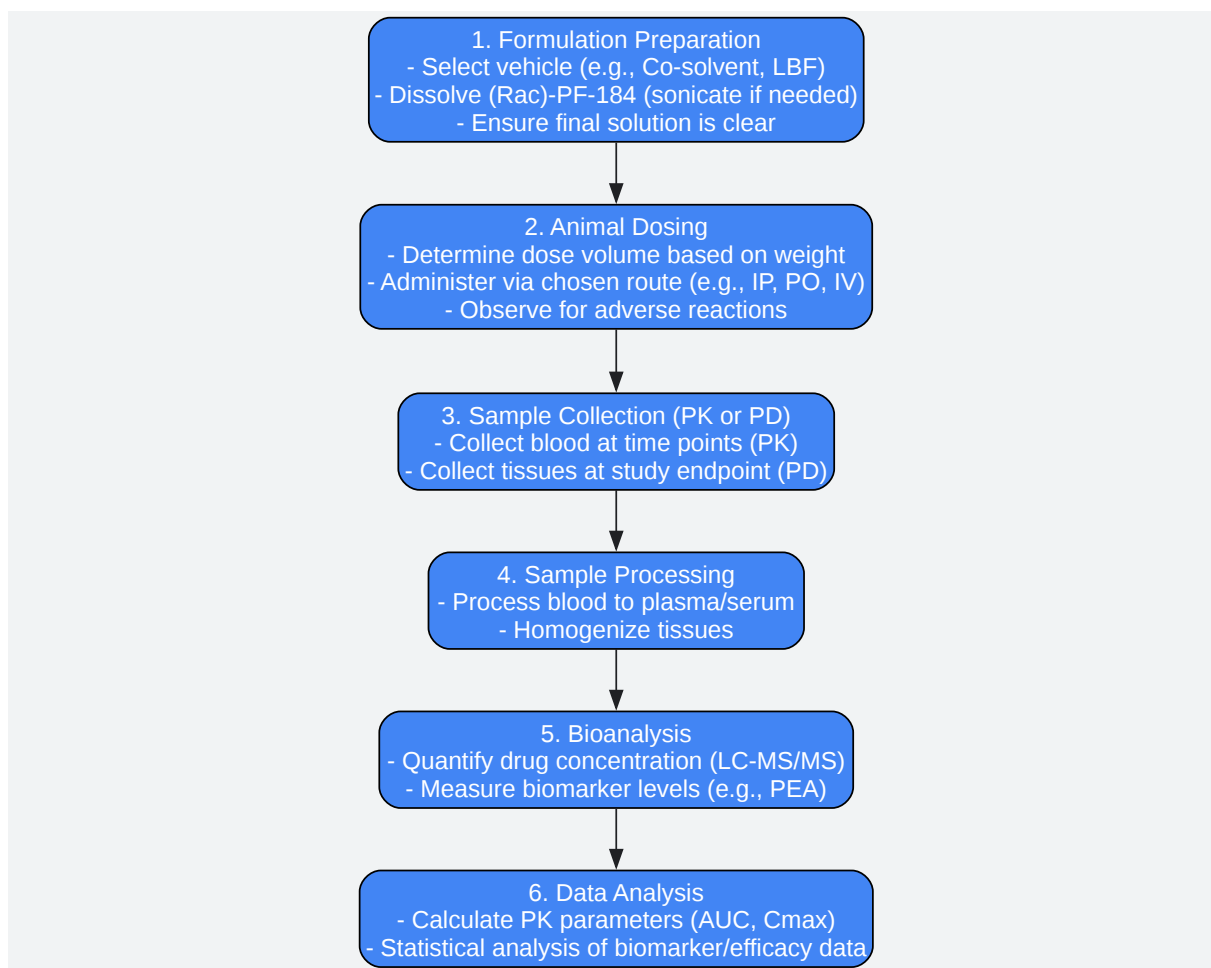 1. Formulation Preparation
- Select vehicle (e.g., Co-solvent, LBF)
- Dissolve (Rac)-PF-184 (sonicate if needed)
- Ensure final solution is clear
2. Animal Dosing
- Determine dose volume based on weight
- Administer via chosen route (e.g., IP, PO, IV)
- Observe for adverse reactions
3. Sample Collection (PK or PD)
- Collect blood at time points (PK)
- Collect tissues at study endpoint (PD)
4. Sample Processing
- Process blood to plasma/serum
- Homogenize tissues
5. Bioanalysis
- Quantify drug concentration (LC-MS/MS)
- Measure biomarker levels (e.g., PEA)
6. Data Analysis
- Calculate PK parameters (AUC, Cmax)
- Statistical analysis of biomarker/efficacy data